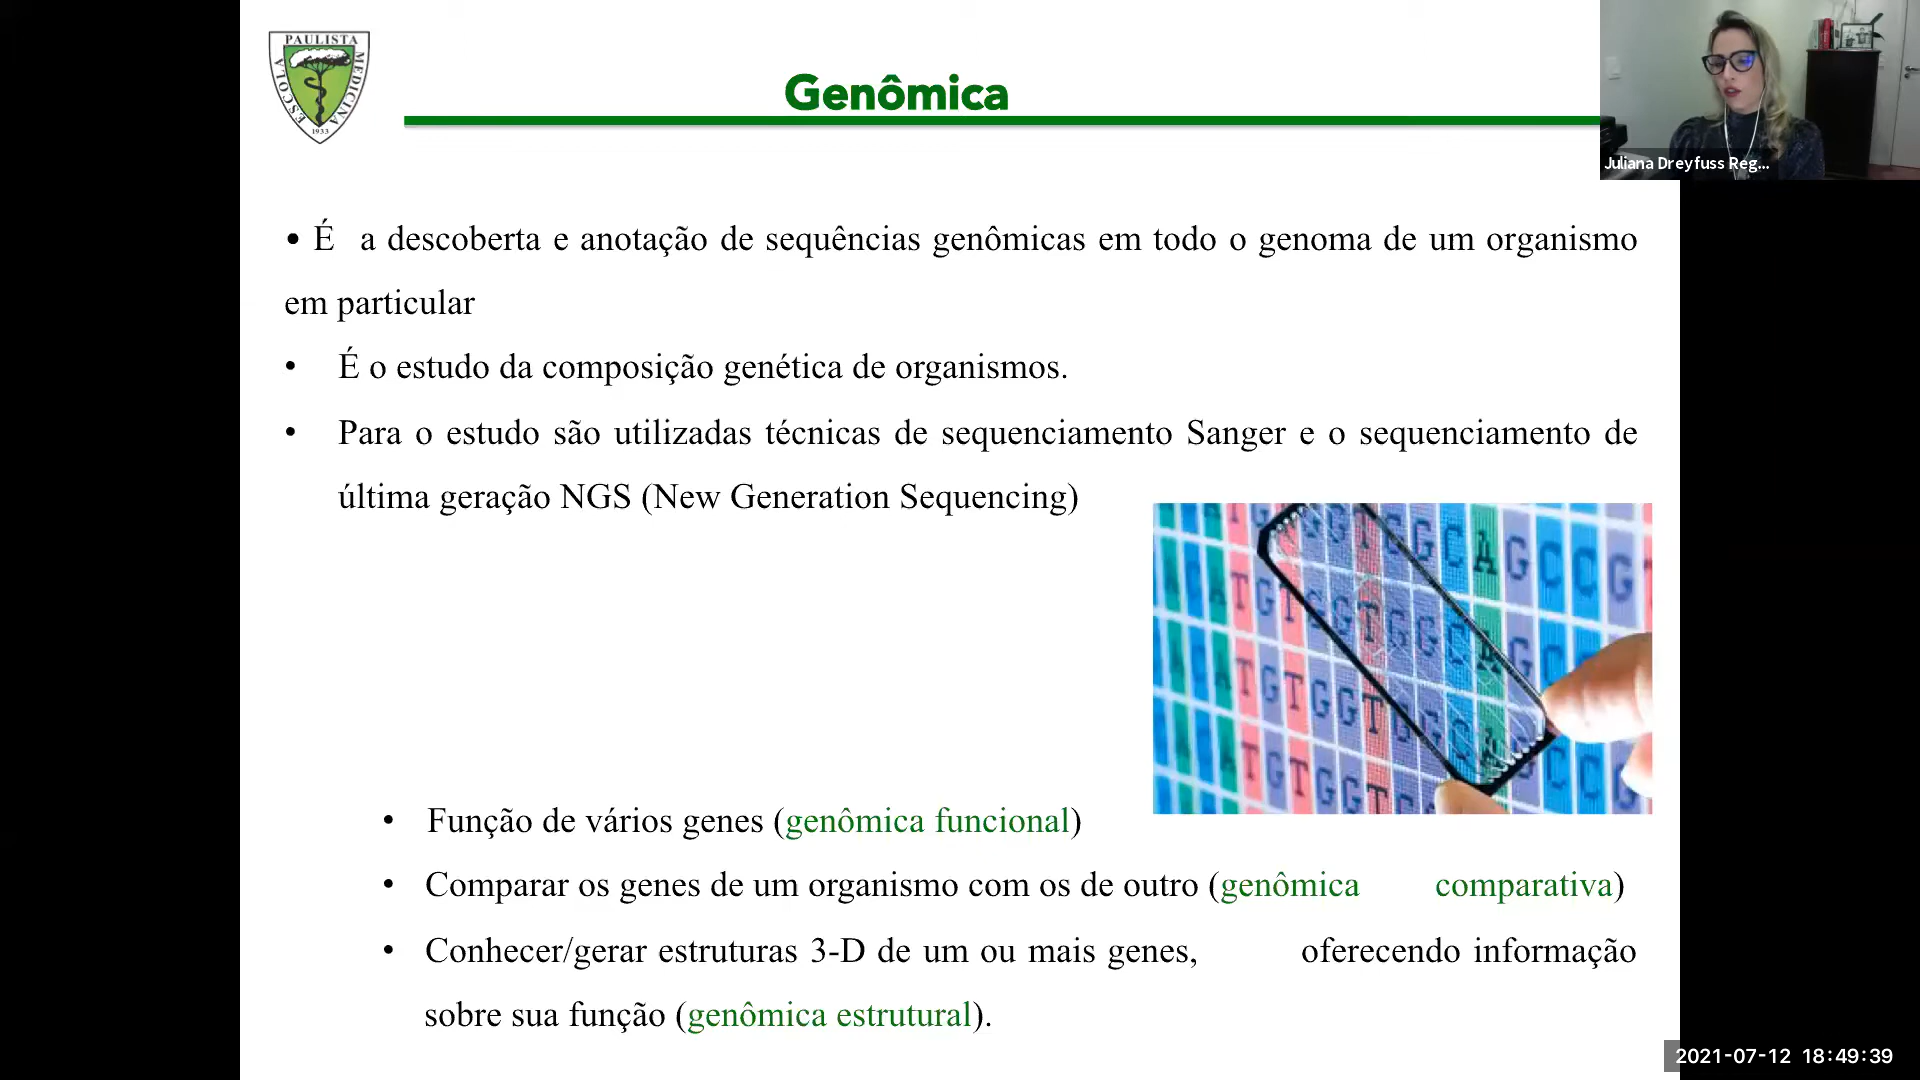 PAULISTA
ESCOLA
MEDICINA
1933
Genômica
Juliana Dreyfuss Reg...
• É a descoberta e anotação de sequências genômicas em todo o genoma de um organismo
em particular
• É o estudo da composição genética de organismos.
• Para o estudo são utilizadas técnicas de sequenciamento Sanger e o sequenciamento de
última geração NGS (New Generation Sequencing)
• Função de vários genes (genômica funcional)
• Comparar os genes de um organismo com os de outro (genômica comparativa)
• Conhecer/gerar estruturas 3-D de um ou mais genes, oferecendo informação
sobre sua função (genômica estrutural).
2021-07-12 18:49:39